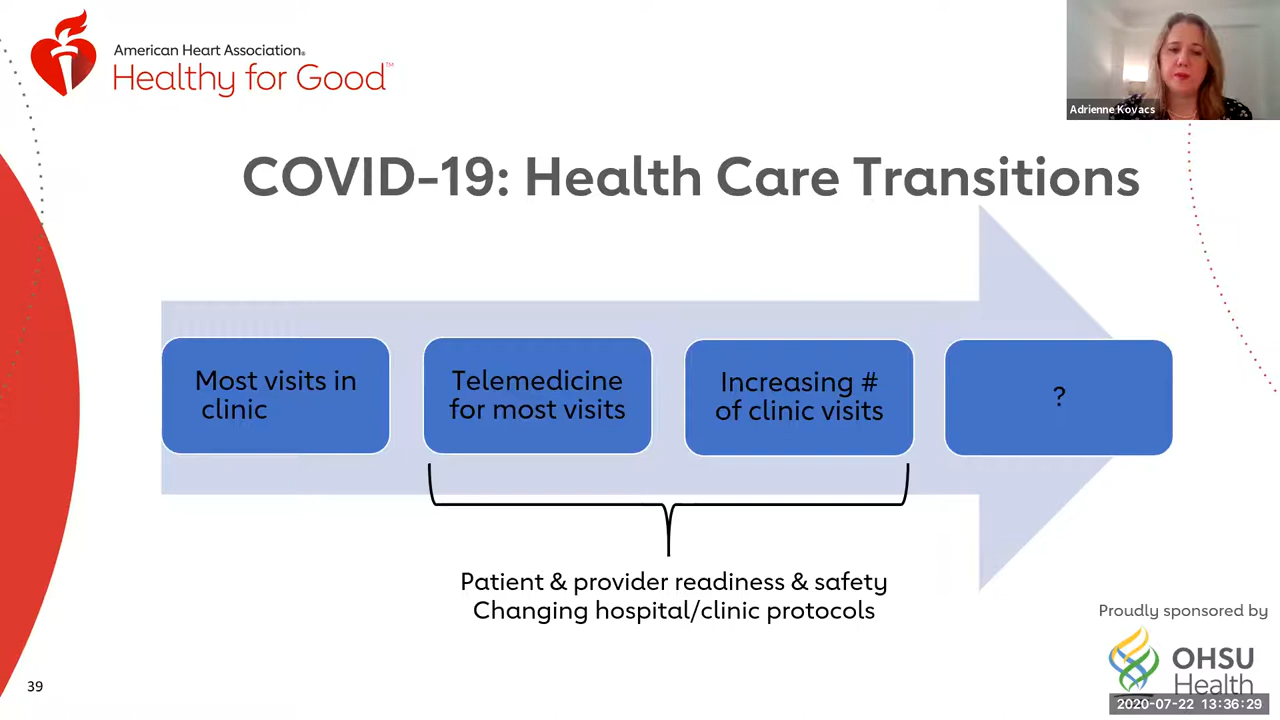 American Heart Association®
Healthy for Good™
Adrienne Kovacs
COVID-19: Health Care Transitions
Most visits in
clinic
Telemedicine
for most visits
Increasing #
of clinic visits
?
Patient & provider readiness & safety
Changing hospital/clinic protocols
Proudly sponsored by
OHSU
Health
39
2020-07-22 13:36:29